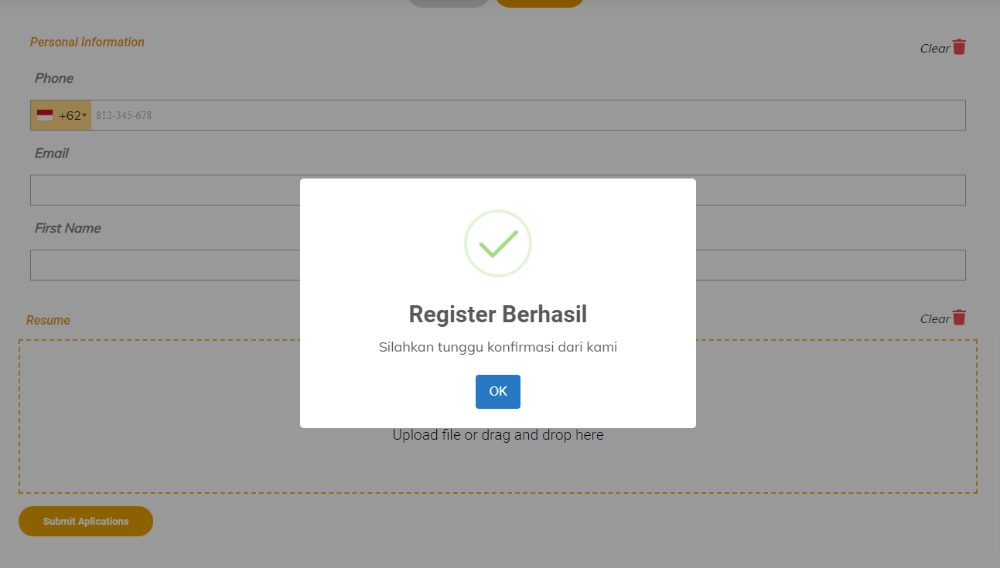 Personal Information
Clear
Phone
+62 812-345-678
Email
First Name
Register Berhasil
Silahkan tunggu konfirmasi dari kami
OK
Resume
Clear
Upload file or drag and drop here
Submit Aplications